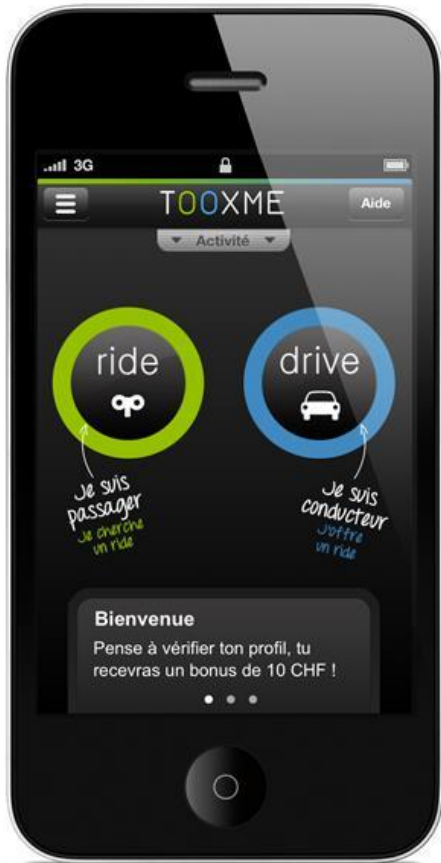 3G
TOOXME
Aide
Activité
ride
drive
Je suis
passager
Je cherche
un ride
Je suis
conducteur
J'offre
un ride
Bienvenue
Pense à vérifier ton profil, tu
recevras un bonus de 10 CHF !